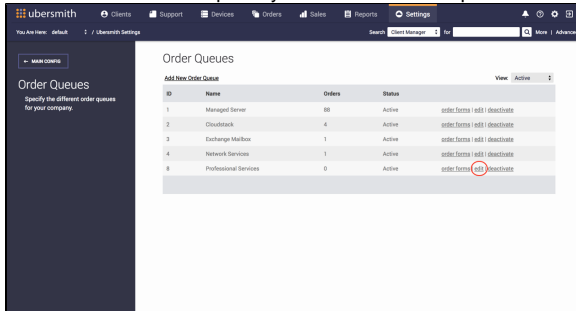 ubersmith Clients Support Devices Orders Sales Reports Settings
You Are Here: default / Ubersmith Settings Search Client Manager for More | Advance
← MAIN CONFIG
Order Queues
Specify the different order queues
for your company.
Order Queues
Add New Order Queue View: Active
ID Name Orders Status
1 Managed Server 88 Active order forms | edit | deactivate
2 Cloudstack 4 Active order forms | edit | deactivate
3 Exchange Mailbox 1 Active order forms | edit | deactivate
4 Network Services 1 Active order forms | edit | deactivate
8 Professional Services 0 Active order forms | edit | deactivate